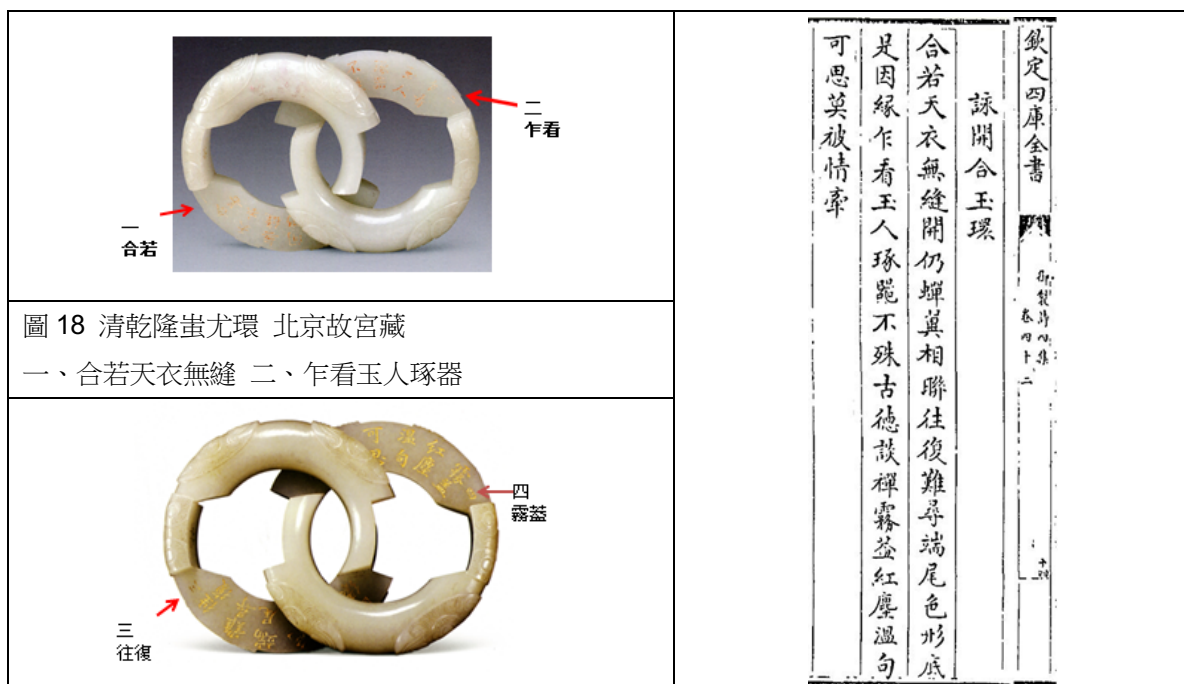 二
乍看
一
合若
圖 18 清乾隆蚩尤環 北京故宮藏
一、合若天衣無縫 二、乍看玉人琢器
四
霧蓋
三
往復
欽定四庫全書
御製詩四集
卷四十二
詠開合玉環
合若天衣無縫開仍蟬翼相聯往復難尋端尾色形底
是因緣乍看玉人琢噐不殊古德談禪霧葢紅塵溫句
可思莫被情牽